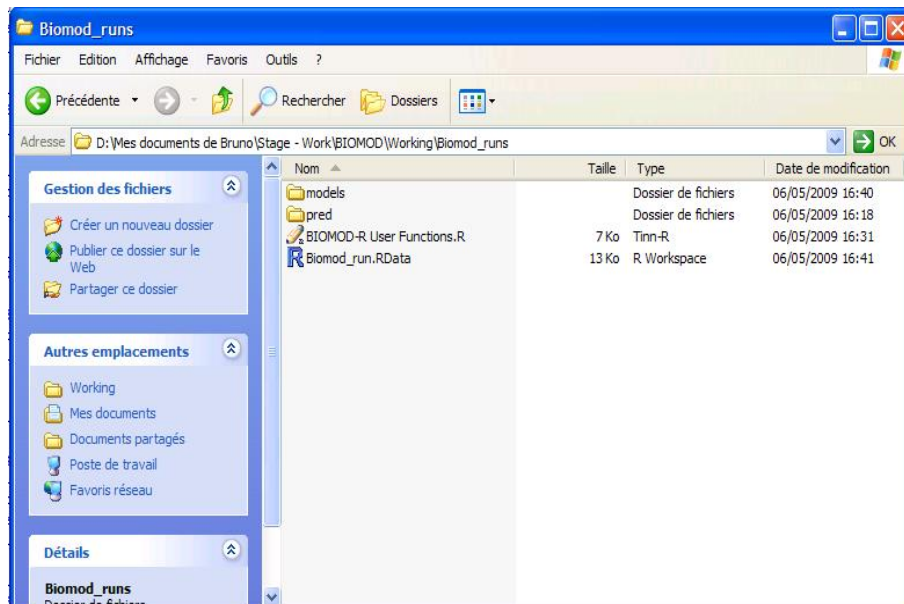 Biomod_runs
Fichier Edition Affichage Favoris Outils ?
Précédente Rechercher Dossiers
Adresse D:\Mes documents de Bruno\Stage - Work\BIOMOD\Working\Biomod_runs OK
Gestion des fichiers
Créer un nouveau dossier
Publier ce dossier sur le
Web
Partager ce dossier
Autres emplacements
Working
Mes documents
Documents partagés
Poste de travail
Favoris réseau
Détails
Biomod_runs
Dossier de fichiers
Nom Taille Type Date de modification
models Dossier de fichiers 06/05/2009 16:40
pred Dossier de fichiers 06/05/2009 16:18
BIOMOD-R User Functions.R 7 Ko Tinn-R 06/05/2009 16:31
Biomod_run.RData 13 Ko R Workspace 06/05/2009 16:41